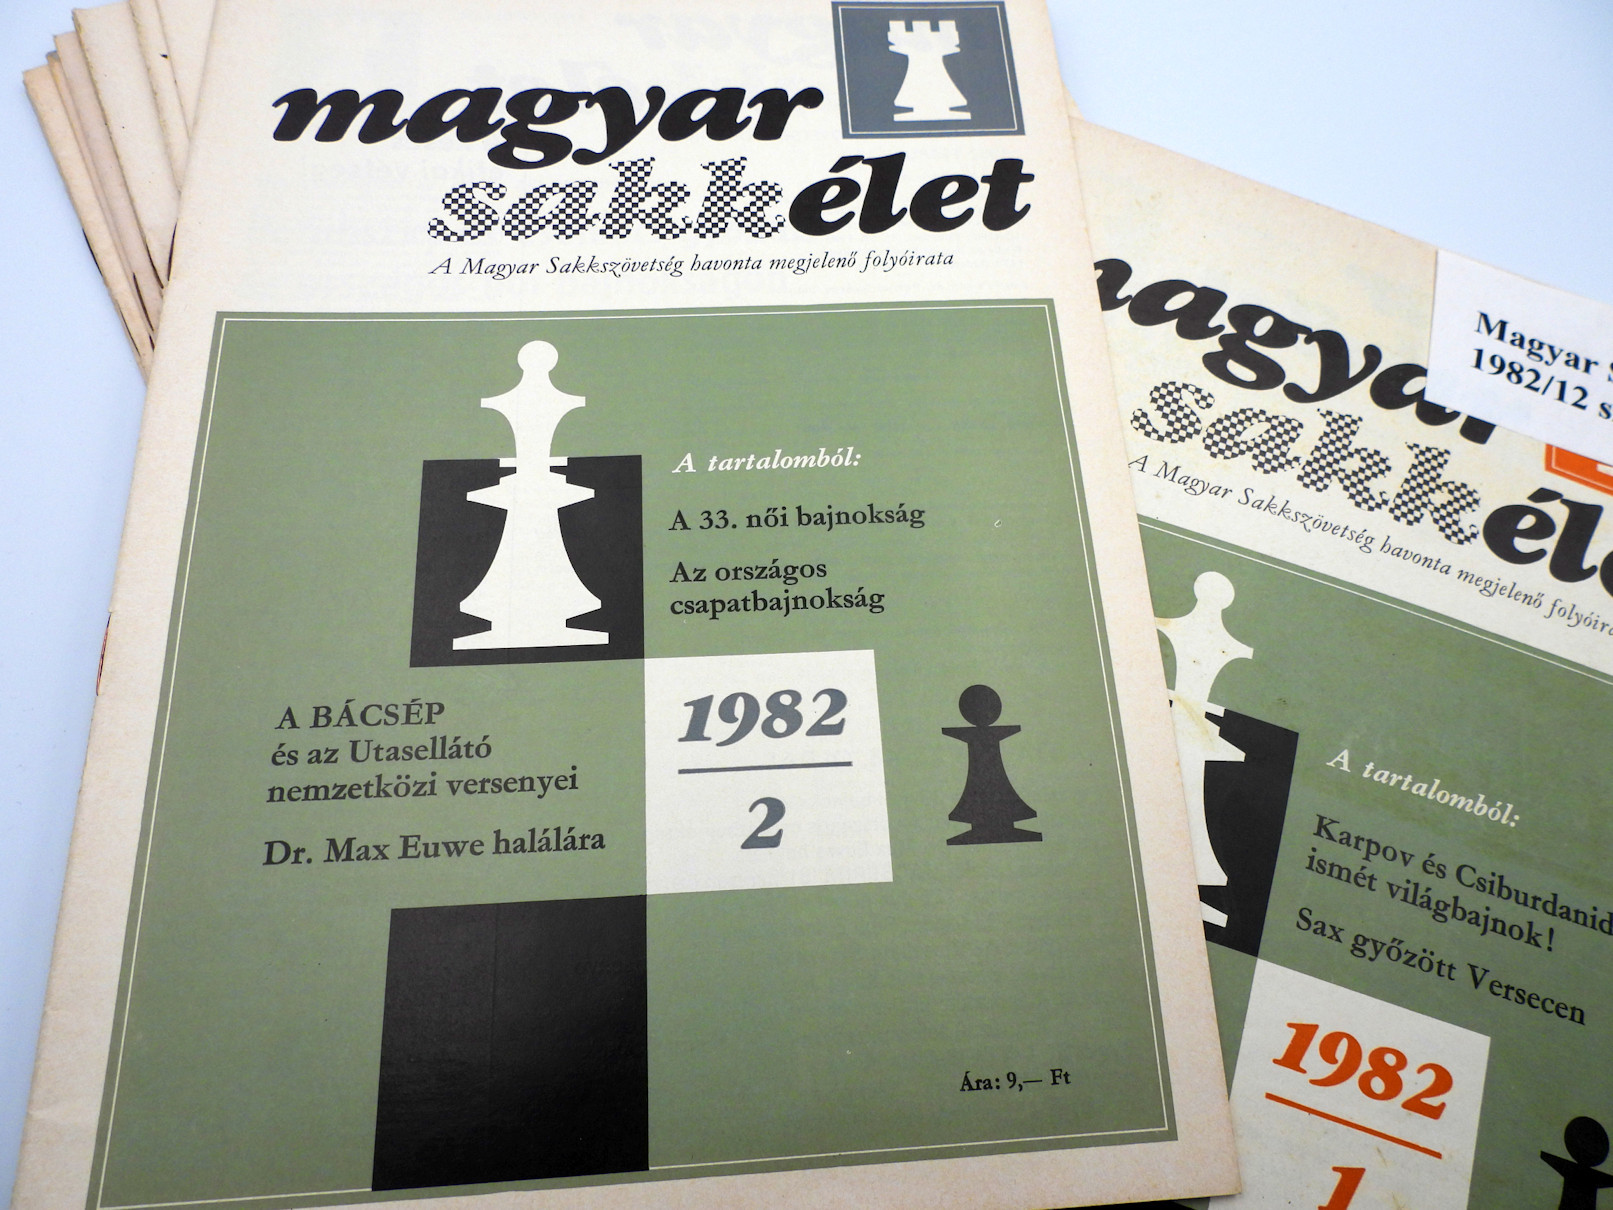 magyar
sakkélet
A Magyar Sakkszövetség havonta megjelenő folyóirata
A tartalomból:
A 33. női bajnokság
Az országos
csapatbajnokság
A BÁCSÉP
és az Utasellátó
nemzetközi versenyei
Dr. Max Euwe halálára
1982
2
Ára: 9,— Ft
magyar
Magyar
1982/12
A Magyar Sakkszövetség havonta megjelenő
A tartalomból:
Karpov és
ismét világbajnok!
Sax győzött Versecen
1982
1